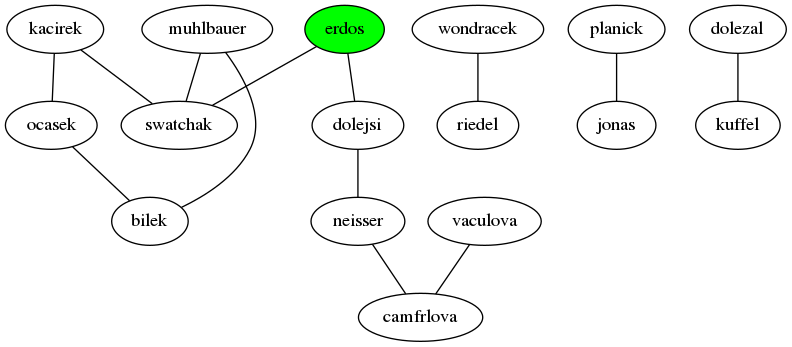 kacirek
muhlbauer
erdos
wondracek
planick
dolezal
ocasek
swatchak
dolejsi
riedel
jonas
kuffel
bilek
neisser
vaculova
camfrlova